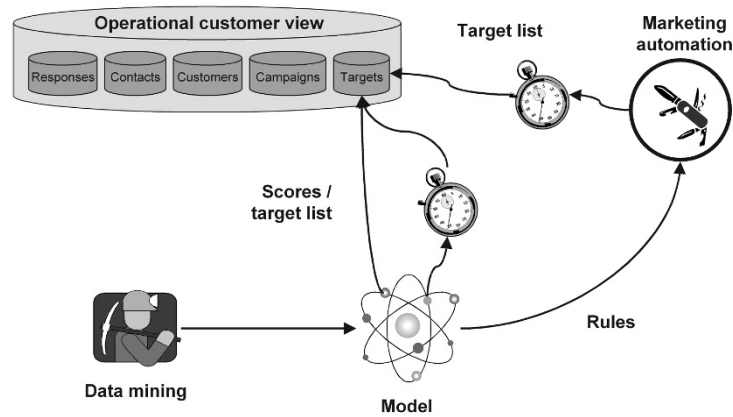 Operational customer view
Responses
Contacts
Customers
Campaigns
Targets
Target list
Marketing
automation
Scores /
target list
Rules
Data mining
Model